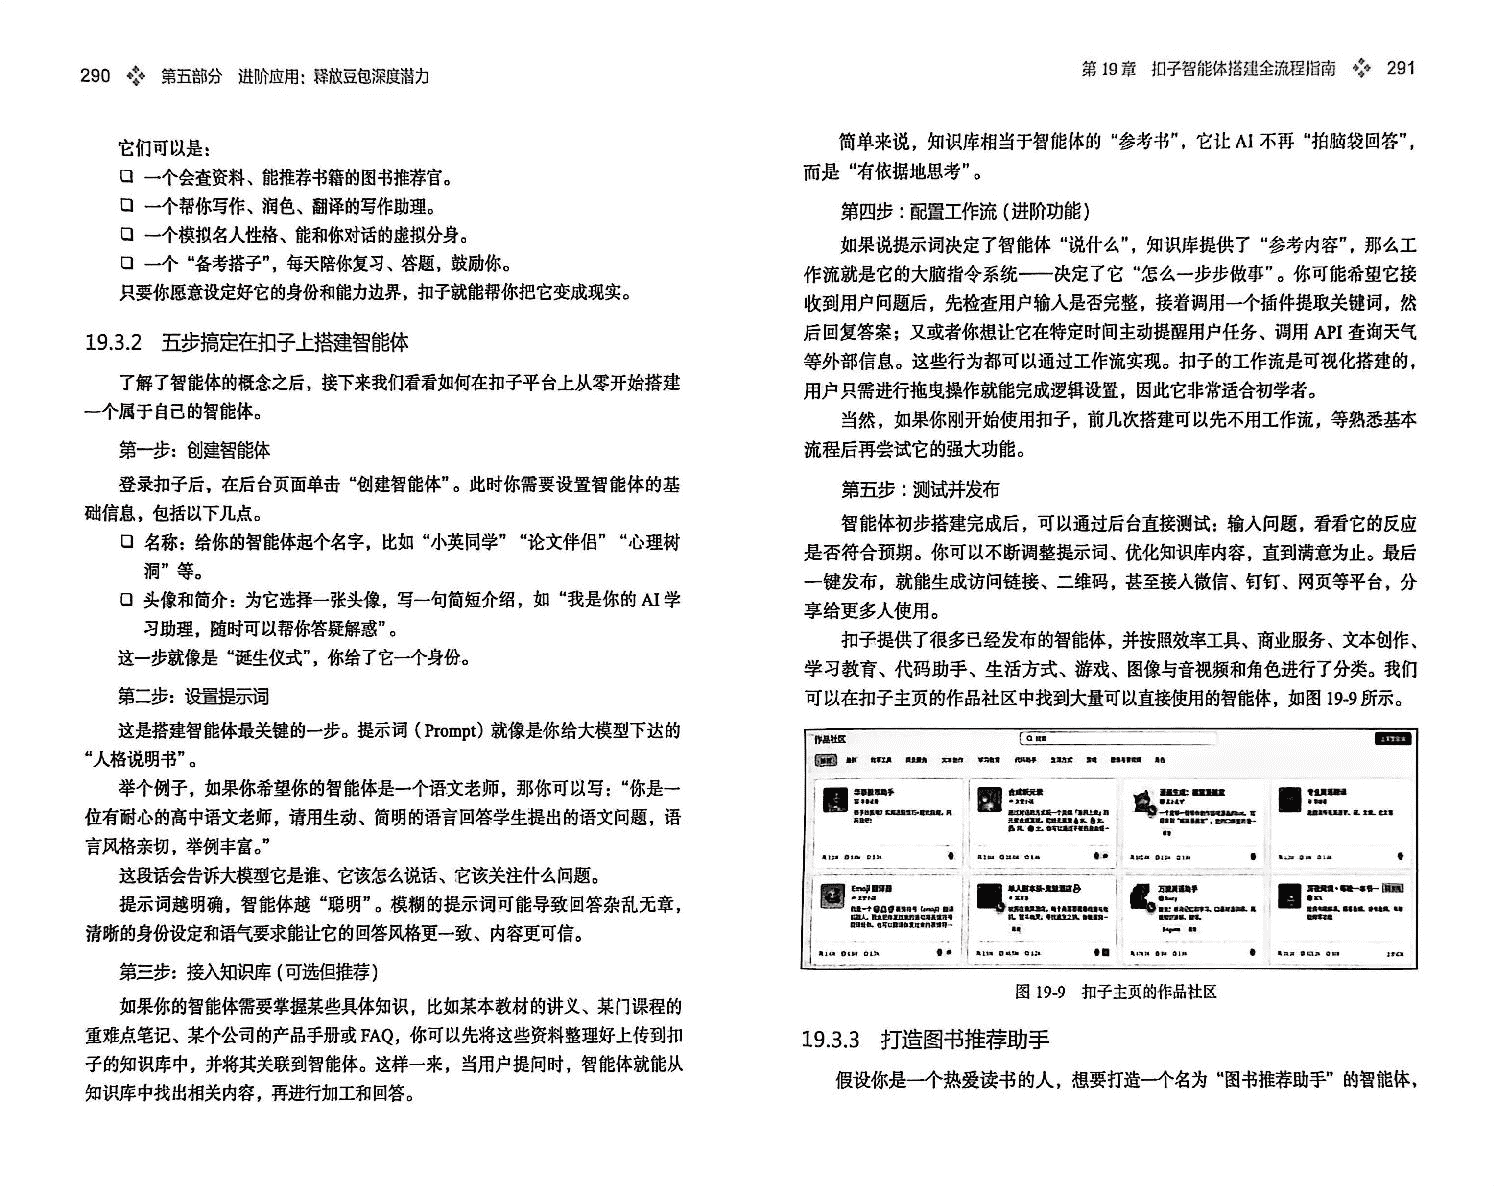 290 第五部分 进阶应用：释放豆包深度潜力
它们可以是：
❑ 一个会查资料、能推荐书籍的图书推荐官。
❑ 一个帮你写作、润色、翻译的写作助理。
❑ 一个模拟名人性格、能和你对话的虚拟分身。
❑ 一个“备考搭子”，每天陪你复习、答题，鼓励你。
只要你愿意设定好它的身份和能力边界，扣子就能帮你把它变成现实。
19.3.2 五步搞定在扣子上搭建智能体
了解了智能体的概念之后，接下来我们看看如何在扣子平台上从零开始搭建
一个属于自己的智能体。
第一步：创建智能体
登录扣子后，在后台页面单击“创建智能体”。此时你需要设置智能体的基
础信息，包括以下几点。
❑ 名称：给你的智能体起个名字，比如“小英同学”“论文伴侣”“心理树
洞”等。
❑ 头像和简介：为它选择一张头像，写一句简短介绍，如“我是你的 AI 学
习助理，随时可以帮你答疑解惑”。
这一步就像是“诞生仪式”，你给了它一个身份。
第二步：设置提示词
这是搭建智能体最关键的一步。提示词（Prompt）就像是你给大模型下达的
“人格说明书”。
举个例子，如果你希望你的智能体是一个语文老师，那你可以写：“你是一
位有耐心的高中语文老师，请用生动、简明的语言回答学生提出的语文问题，语
言风格亲切，举例丰富。”
这段话会告诉大模型它是谁、它该怎么说话、它该关注什么问题。
提示词越明确，智能体越“聪明”。模糊的提示词可能导致回答杂乱无章，
清晰的身份设定和语气要求能让它的回答风格更一致、内容更可信。
第三步：接入知识库（可选但推荐）
如果你的智能体需要掌握某些具体知识，比如某本教材的讲义、某门课程的
重难点笔记、某个公司的产品手册或 FAQ，你可以先将这些资料整理好上传到扣
子的知识库中，并将其关联到智能体。这样一来，当用户提问时，智能体就能从
知识库中找出相关内容，再进行加工和回答。
第 19 章 扣子智能体搭建全流程指南 291
简单来说，知识库相当于智能体的“参考书”，它让 AI 不再“拍脑袋回答”，
而是“有依据地思考”。
第四步：配置工作流（进阶功能）
如果说提示词决定了智能体“说什么”，知识库提供了“参考内容”，那么工
作流就是它的大脑指令系统——决定了它“怎么一步步做事”。你可能希望它接
收到用户问题后，先检查用户输入是否完整，接着调用一个插件提取关键词，然
后回复答案；又或者你想让它在特定时间主动提醒用户任务、调用 API 查询天气
等外部信息。这些行为都可以通过工作流实现。扣子的工作流是可视化搭建的，
用户只需进行拖曳操作就能完成逻辑设置，因此它非常适合初学者。
当然，如果你刚开始使用扣子，前几次搭建可以先不用工作流，等熟悉基本
流程后再尝试它的强大功能。
第五步：测试并发布
智能体初步搭建完成后，可以通过后台直接测试：输入问题，看看它的反应
是否符合预期。你可以不断调整提示词、优化知识库内容，直到满意为止。最后
一键发布，就能生成访问链接、二维码，甚至接入微信、钉钉、网页等平台，分
享给更多人使用。
扣子提供了很多已经发布的智能体，并按照效率工具、商业服务、文本创作、
学习教育、代码助手、生活方式、游戏、图像与音视频和角色进行了分类。我们
可以在扣子主页的作品社区中找到大量可以直接使用的智能体，如图 19-9 所示。
作品社区
搜索
效率工具 商业服务 文本创作 学习教育 代码助手 生活方式 游戏 图像与音视频 角色
Emoji 翻译器
万能英语助手
图 19-9 扣子主页的作品社区
19.3.3 打造图书推荐助手
假设你是一个热爱读书的人，想要打造一个名为“图书推荐助手”的智能体，